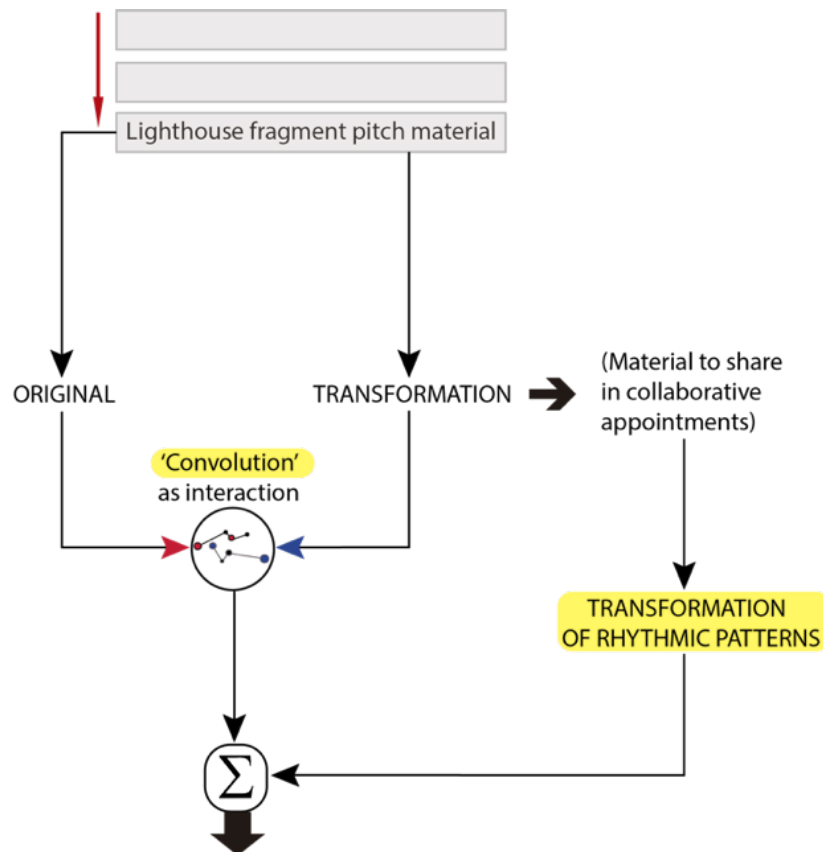 Lighthouse fragment pitch material
ORIGINAL
TRANSFORMATION
(Material to share
in collaborative
appointments)
‘Convolution’
as interaction
TRANSFORMATION
OF RHYTHMIC PATTERNS
Σ